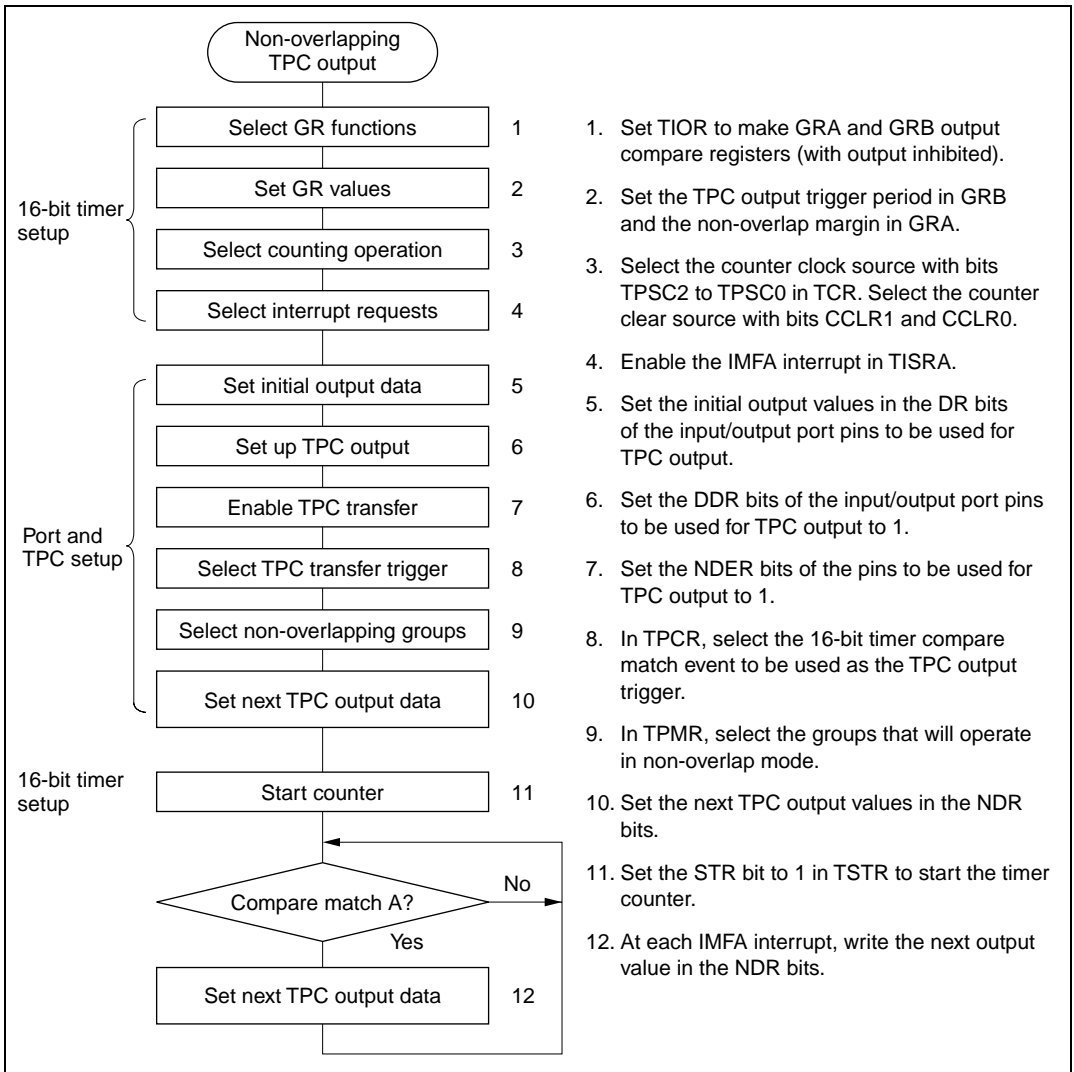 Non-overlapping
TPC output
16-bit timer
setup
Select GR functions 1
Set GR values 2
Select counting operation 3
Select interrupt requests 4
Port and
TPC setup
Set initial output data 5
Set up TPC output 6
Enable TPC transfer 7
Select TPC transfer trigger 8
Select non-overlapping groups 9
Set next TPC output data 10
16-bit timer
setup
Start counter 11
Compare match A?
No
Yes
Set next TPC output data 12
1. Set TIOR to make GRA and GRB output
compare registers (with output inhibited).
2. Set the TPC output trigger period in GRB
and the non-overlap margin in GRA.
3. Select the counter clock source with bits
TPSC2 to TPSC0 in TCR. Select the counter
clear source with bits CCLR1 and CCLR0.
4. Enable the IMFA interrupt in TISRA.
5. Set the initial output values in the DR bits
of the input/output port pins to be used for
TPC output.
6. Set the DDR bits of the input/output port pins
to be used for TPC output to 1.
7. Set the NDER bits of the pins to be used for
TPC output to 1.
8. In TPCR, select the 16-bit timer compare
match event to be used as the TPC output
trigger.
9. In TPMR, select the groups that will operate
in non-overlap mode.
10. Set the next TPC output values in the NDR
bits.
11. Set the STR bit to 1 in TSTR to start the timer
counter.
12. At each IMFA interrupt, write the next output
value in the NDR bits.